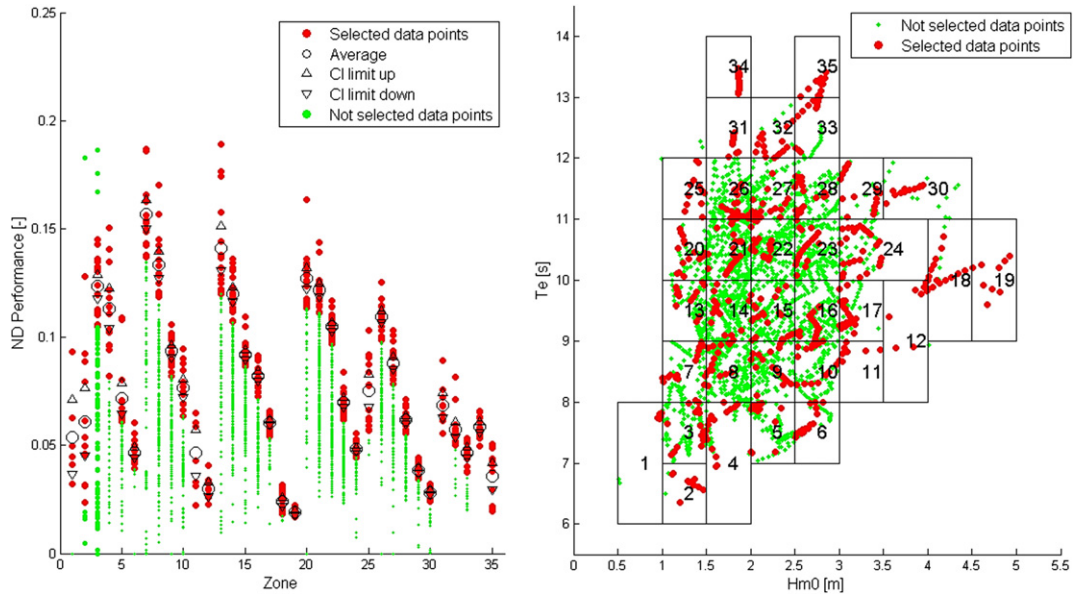 0.25
0.2
0.15
0.1
0.05
0
ND Performance [-]
0 5 10 15 20 25 30 35
Zone
Selected data points
Average
CI limit up
CI limit down
Not selected data points
14
13
12
11
10
9
8
7
6
Te [s]
0 0.5 1 1.5 2 2.5 3 3.5 4 4.5 5 5.5
Hm0 [m]
Not selected data points
Selected data points
34 35
31 32 33
25 26 27 28 29 30
20 21 22 23 24
18 19
13 14 15 16 17
12
7 8 9 10 11
3 5 6
1 4
2